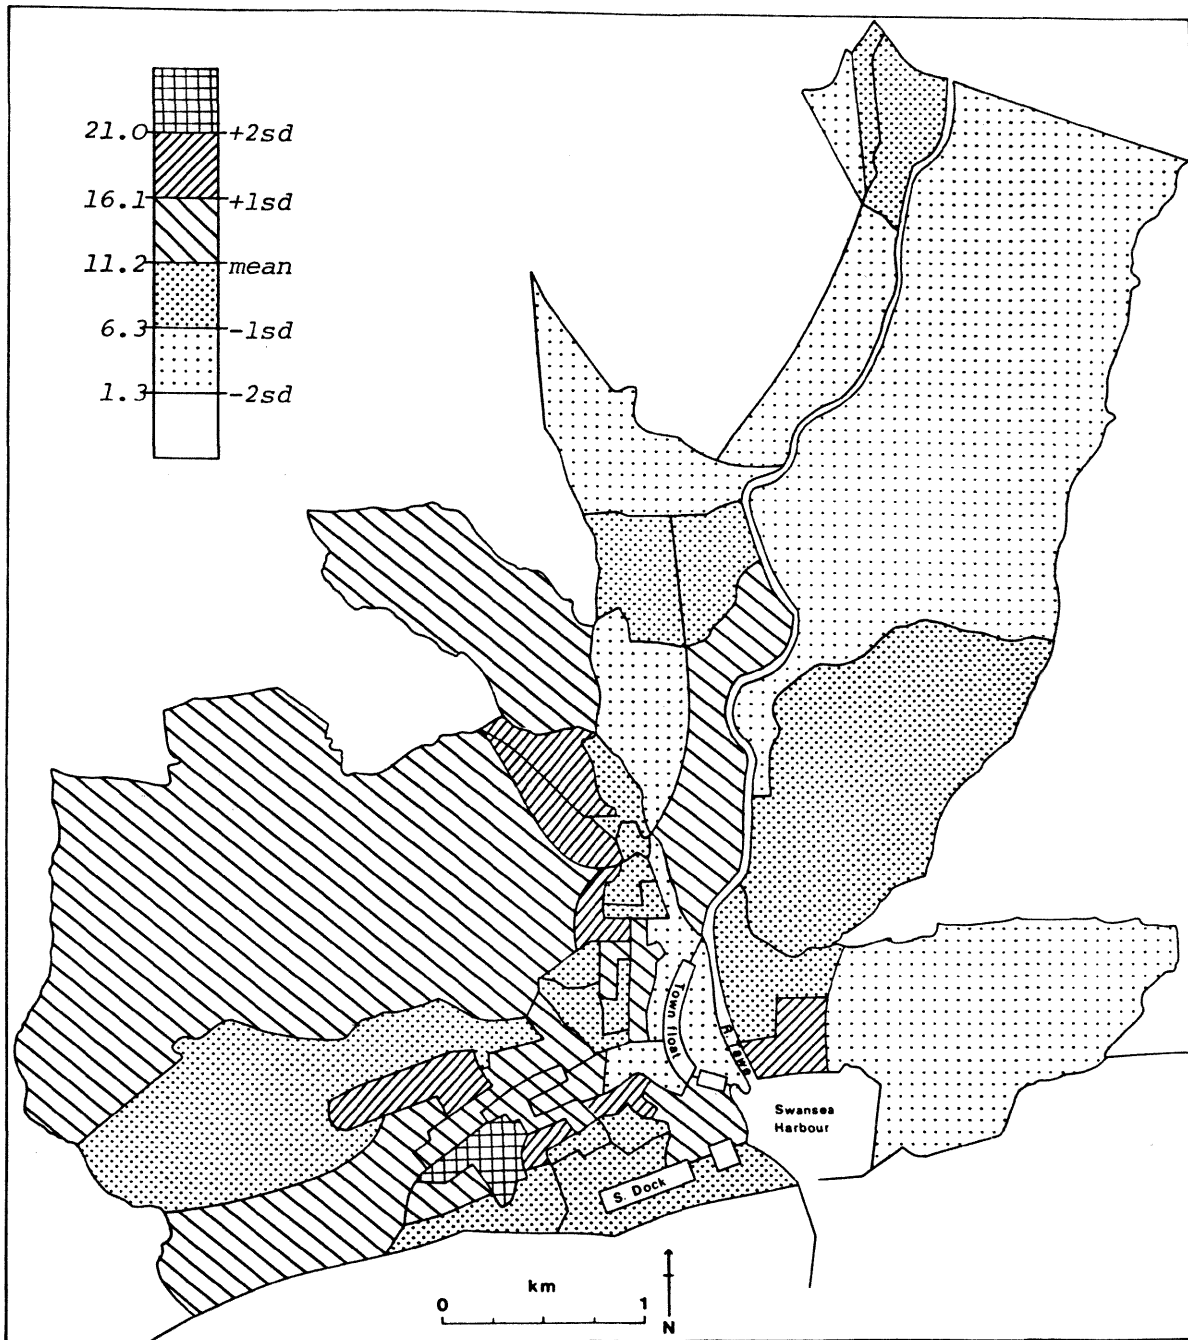 21.0 +2sd
16.1 +1sd
11.2 mean
6.3 -1sd
1.3 -2sd
Town Float
R. Tawe
Swansea
Harbour
S. Dock
km
0 1
N